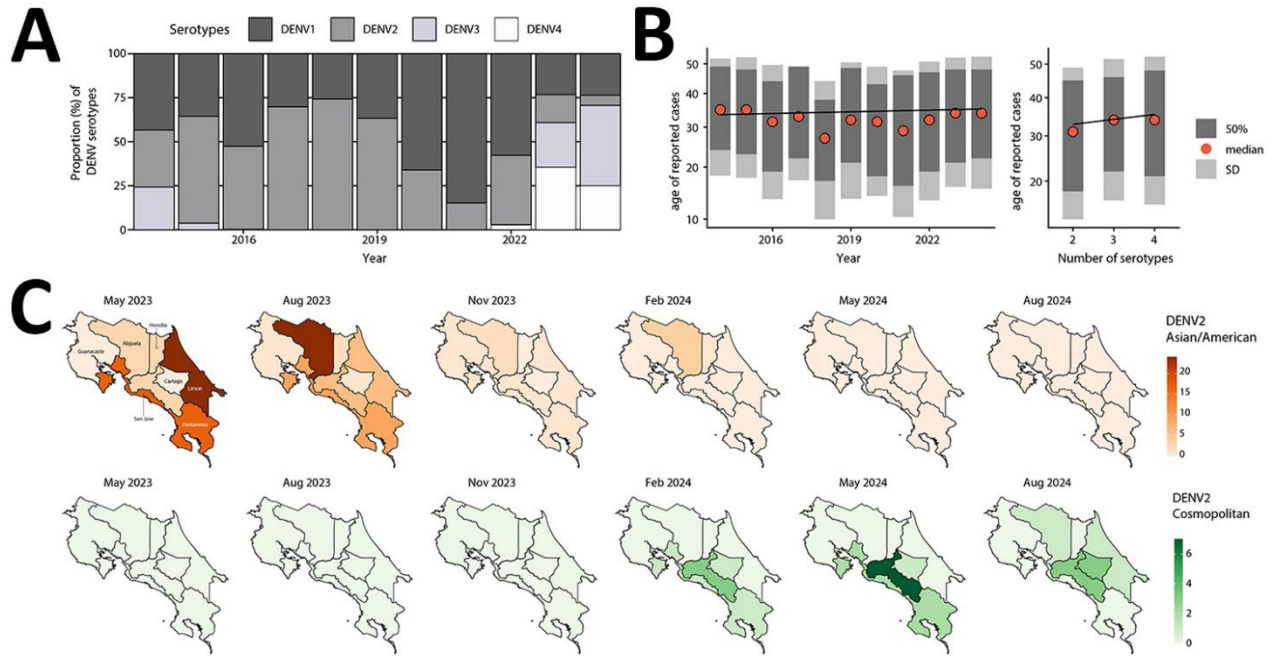 A
Serotypes DENV1 DENV2 DENV3 DENV4
Proportion (%) of
DENV serotypes
100
75
50
25
0
2016 2019 2022
Year
B
age of reported cases
50
40
30
20
10
2016 2019 2022
Year
age of reported cases
50
40
30
20
2 3 4
Number of serotypes
50%
median
SD
C
May 2023 Aug 2023 Nov 2023 Feb 2024 May 2024 Aug 2024
Heredia
Guanacaste Alajuela
Cartago
Limon
San Jose
Puntarenas
DENV2
Asian/American
20
15
10
5
0
May 2023 Aug 2023 Nov 2023 Feb 2024 May 2024 Aug 2024
DENV2
Cosmopolitan
6
4
2
0